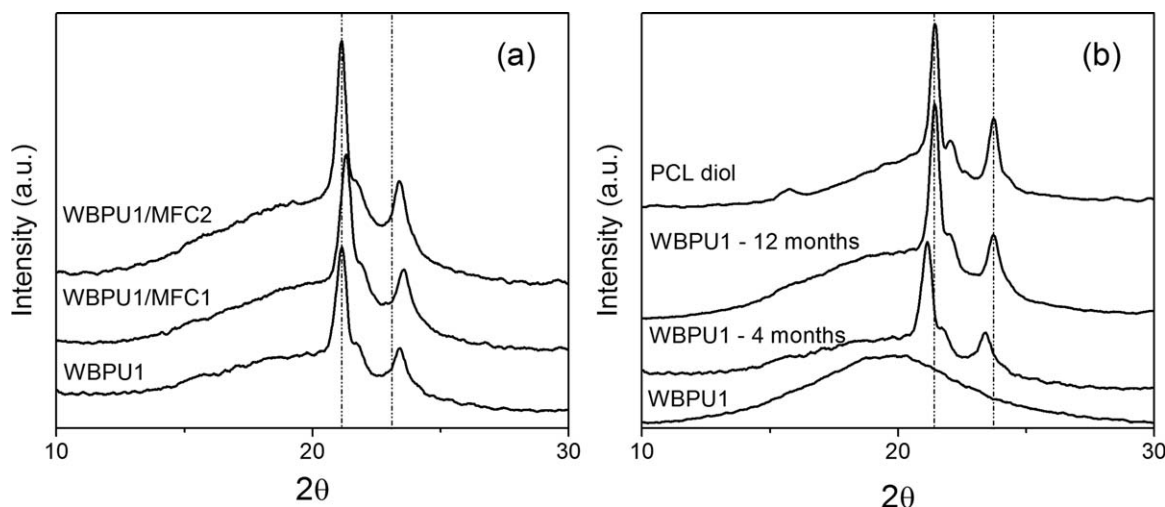 (a)
Intensity (a.u.)
WBPU1/MFC2
WBPU1/MFC1
WBPU1
10
20
30
2θ
(b)
Intensity (a.u.)
PCL diol
WBPU1 - 12 months
WBPU1 - 4 months
WBPU1
10
20
30
2θ